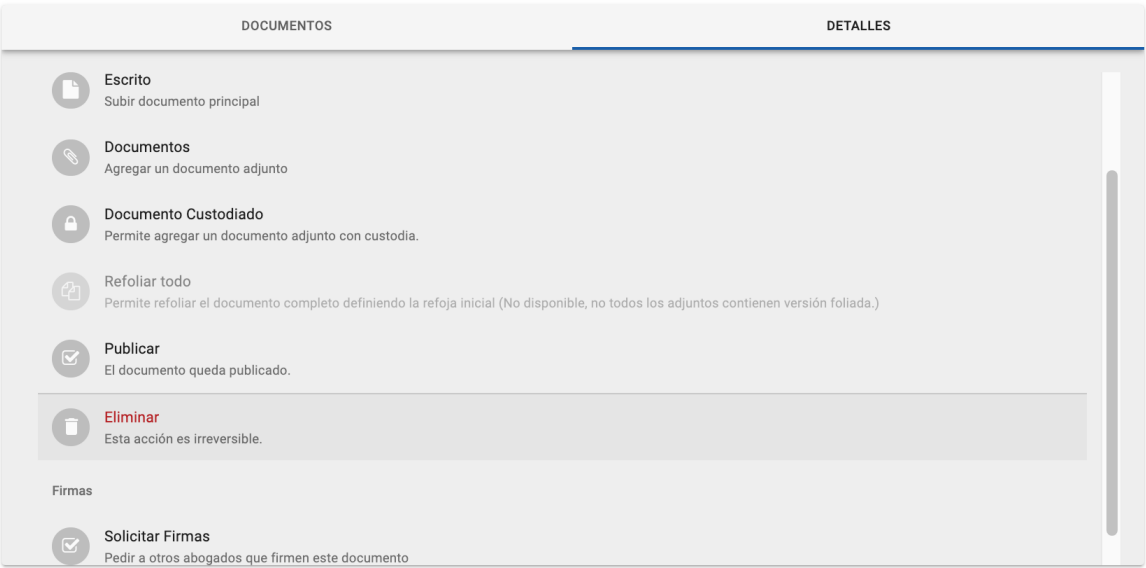 DOCUMENTOS
DETALLES
Escrito
Subir documento principal
Documentos
Agregar un documento adjunto
Documento Custodiado
Permite agregar un documento adjunto con custodia.
Refoliar todo
Permite refoliar el documento completo definiendo la refoja inicial (No disponible, no todos los adjuntos contienen versión foliada.)
Publicar
El documento queda publicado.
Eliminar
Esta acción es irreversible.
Firmas
Solicitar Firmas
Pedir a otros abogados que firmen este documento